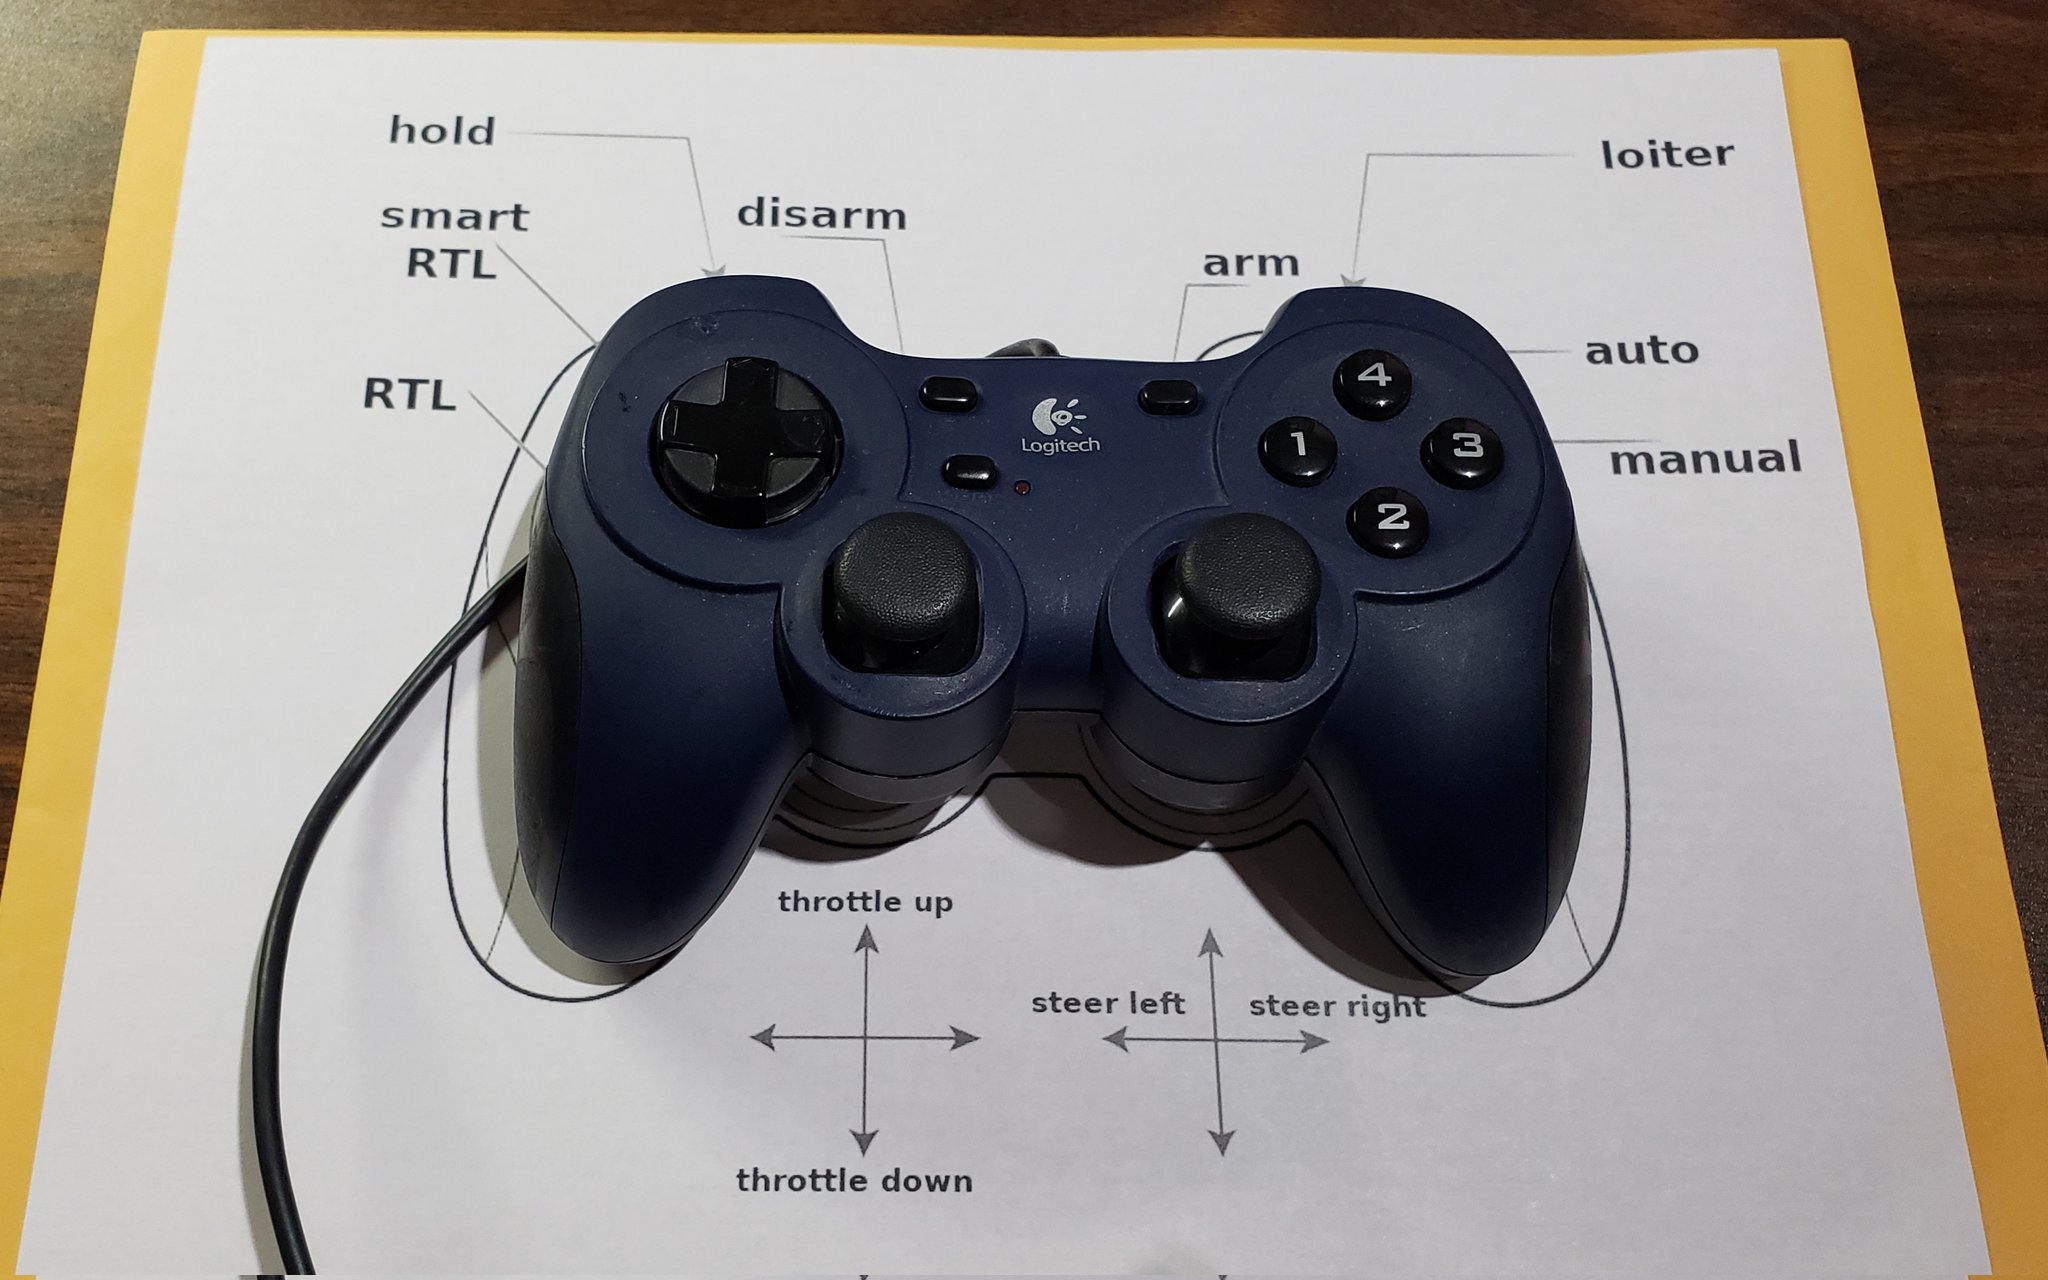 hold
loiter
smart
RTL
disarm
arm
auto
RTL
manual
Logitech
4
1
3
2
throttle up
steer left
steer right
throttle down